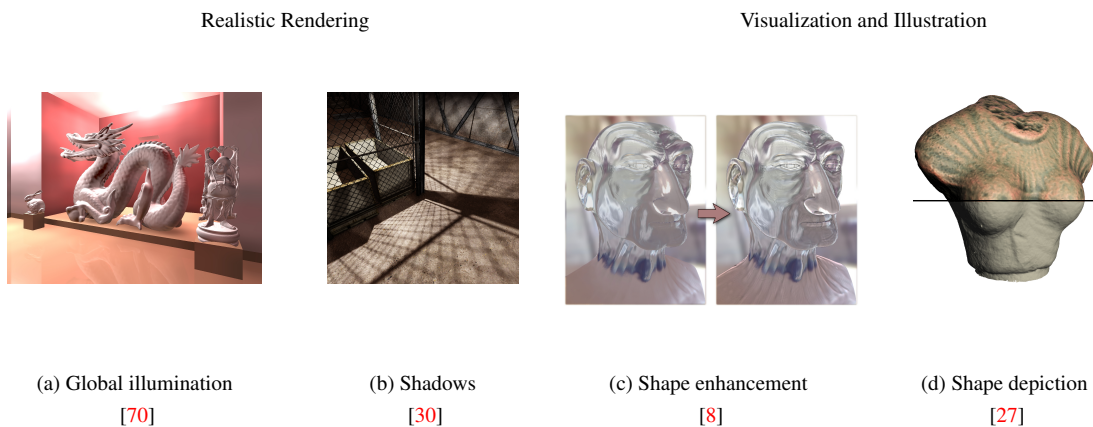 Realistic Rendering
Visualization and Illustration
(a) Global illumination
(b) Shadows
(c) Shape enhancement
(d) Shape depiction
[70]
[30]
[8]
[27]